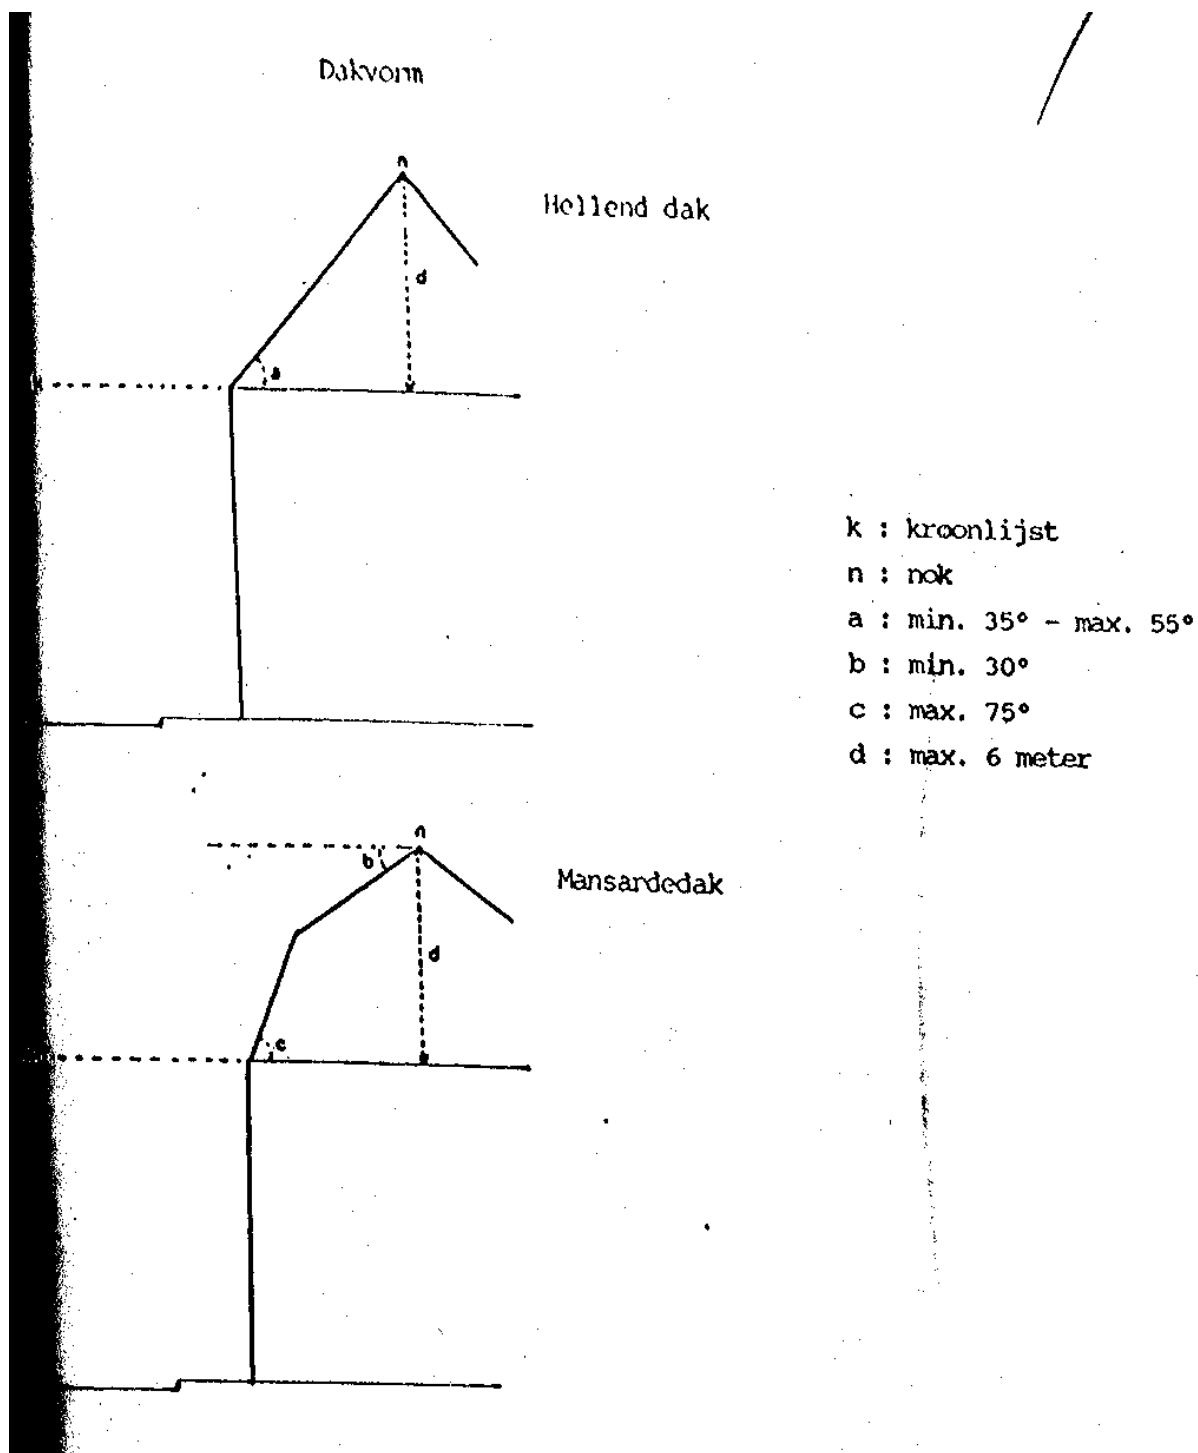 Dakvorm
n
Hellend dak
d
a
k : kroonlijst
n : nok
a : min. 35° - max. 55°
b : min. 30°
c : max. 75°
d : max. 6 meter
n
b
Mansardedak
d
c